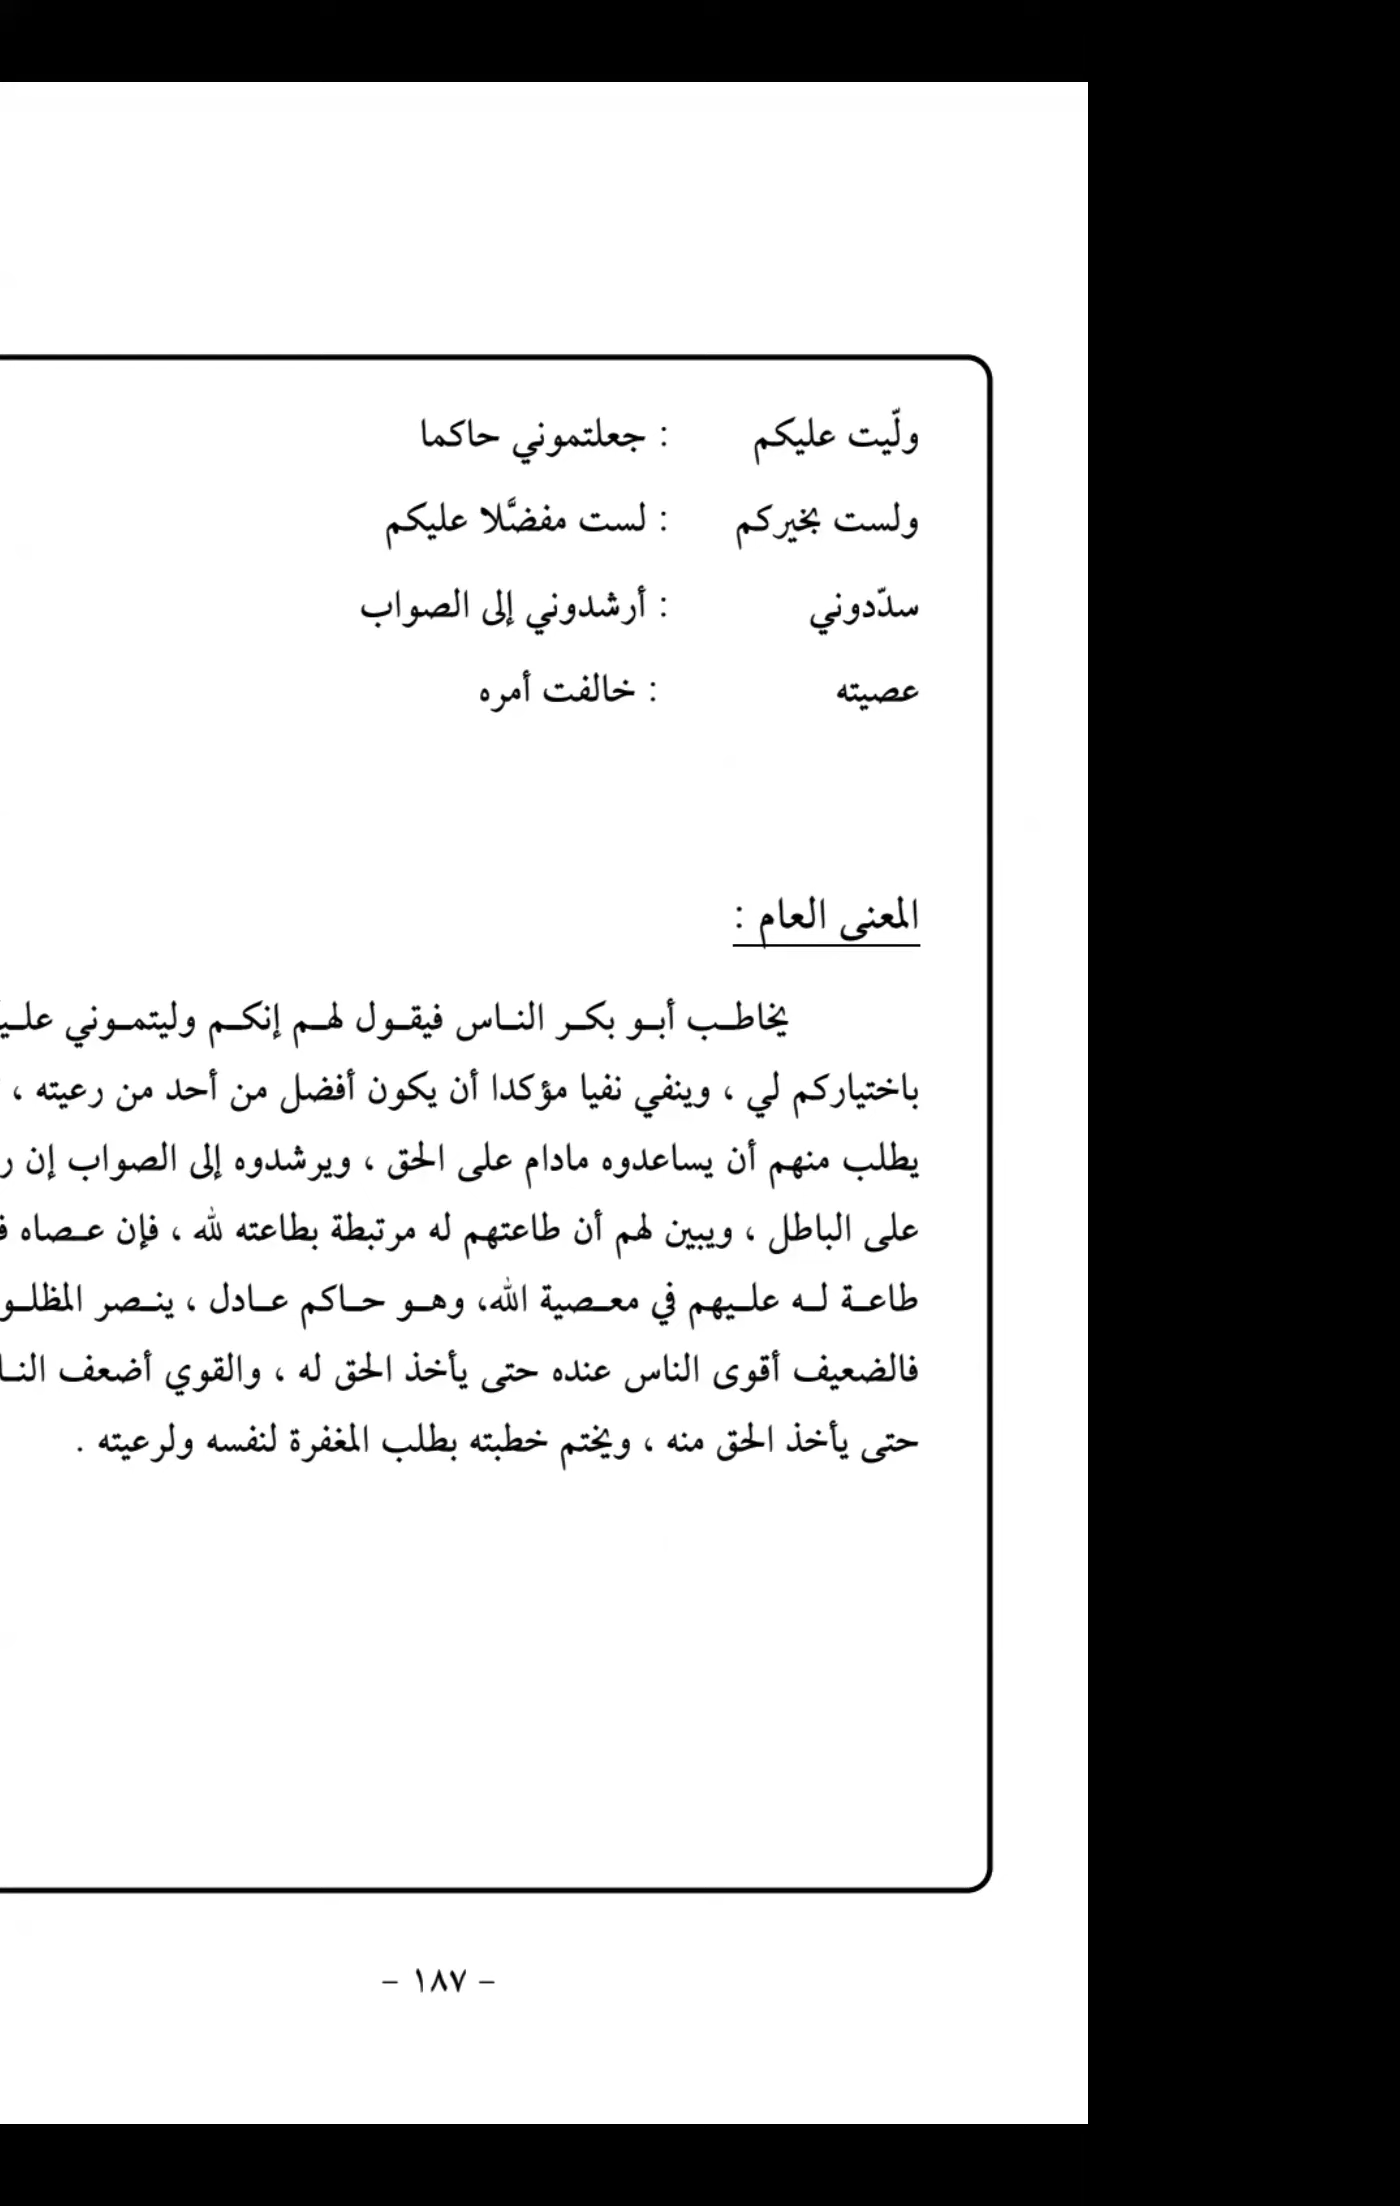 ولّيت عليكم : جعلتموني حاكما
ولست بخيركم : لست مفضَّلا عليكم
سدّدوني : أرشدوني إلى الصواب
عصيته : خالفت أمره
المعنى العام :
يخاطب أبو بكر الناس فيقول لهم إنكم وليتموني
باختياركم لي ، وينفي نفيا مؤكدا أن يكون أفضل من أحد من رعيته ،
يطلب منهم أن يساعدوه مادام على الحق ، ويرشدوه إلى الصواب إن
على الباطل ، ويبين لهم أن طاعتهم له مرتبطة بطاعته لله ، فإن عصاه
طاعة له عليهم في معصية الله، وهو حاكم عادل ، ينصر
فالضعيف أقوى الناس عنده حتى يأخذ الحق له ، والقوي أضعف
حتى يأخذ الحق منه ، ويختم خطبته بطلب المغفرة لنفسه ولرعيته .
- ١٨٧ -